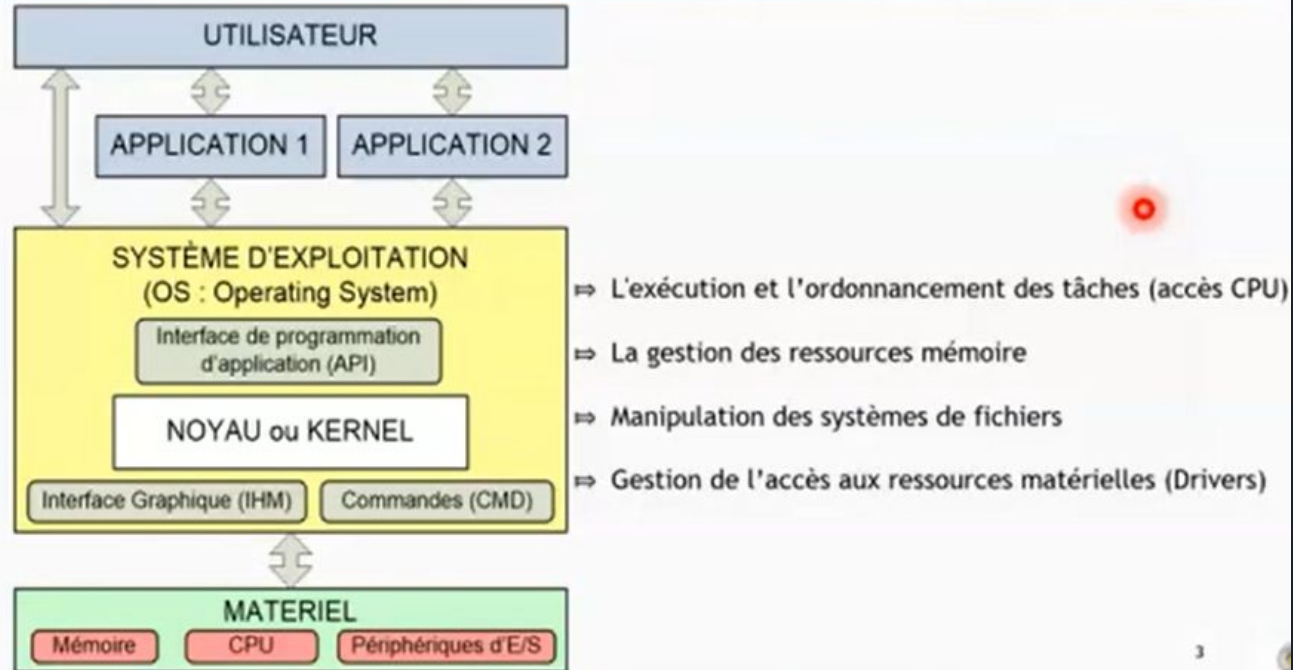 UTILISATEUR
APPLICATION 1
APPLICATION 2
SYSTÈME D'EXPLOITATION
(OS : Operating System)
Interface de programmation
d'application (API)
NOYAU ou KERNEL
Interface Graphique (IHM)
Commandes (CMD)
⇨ L'exécution et l'ordonnancement des tâches (accès CPU)
⇨ La gestion des ressources mémoire
⇨ Manipulation des systèmes de fichiers
⇨ Gestion de l'accès aux ressources matérielles (Drivers)
MATERIEL
Mémoire
CPU
Périphériques d'E/S
3